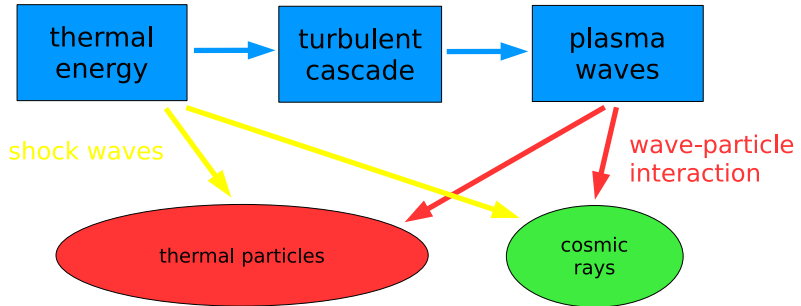 thermal
energy
turbulent
cascade
plasma
waves
shock waves
wave-particle
interaction
thermal particles
cosmic
rays